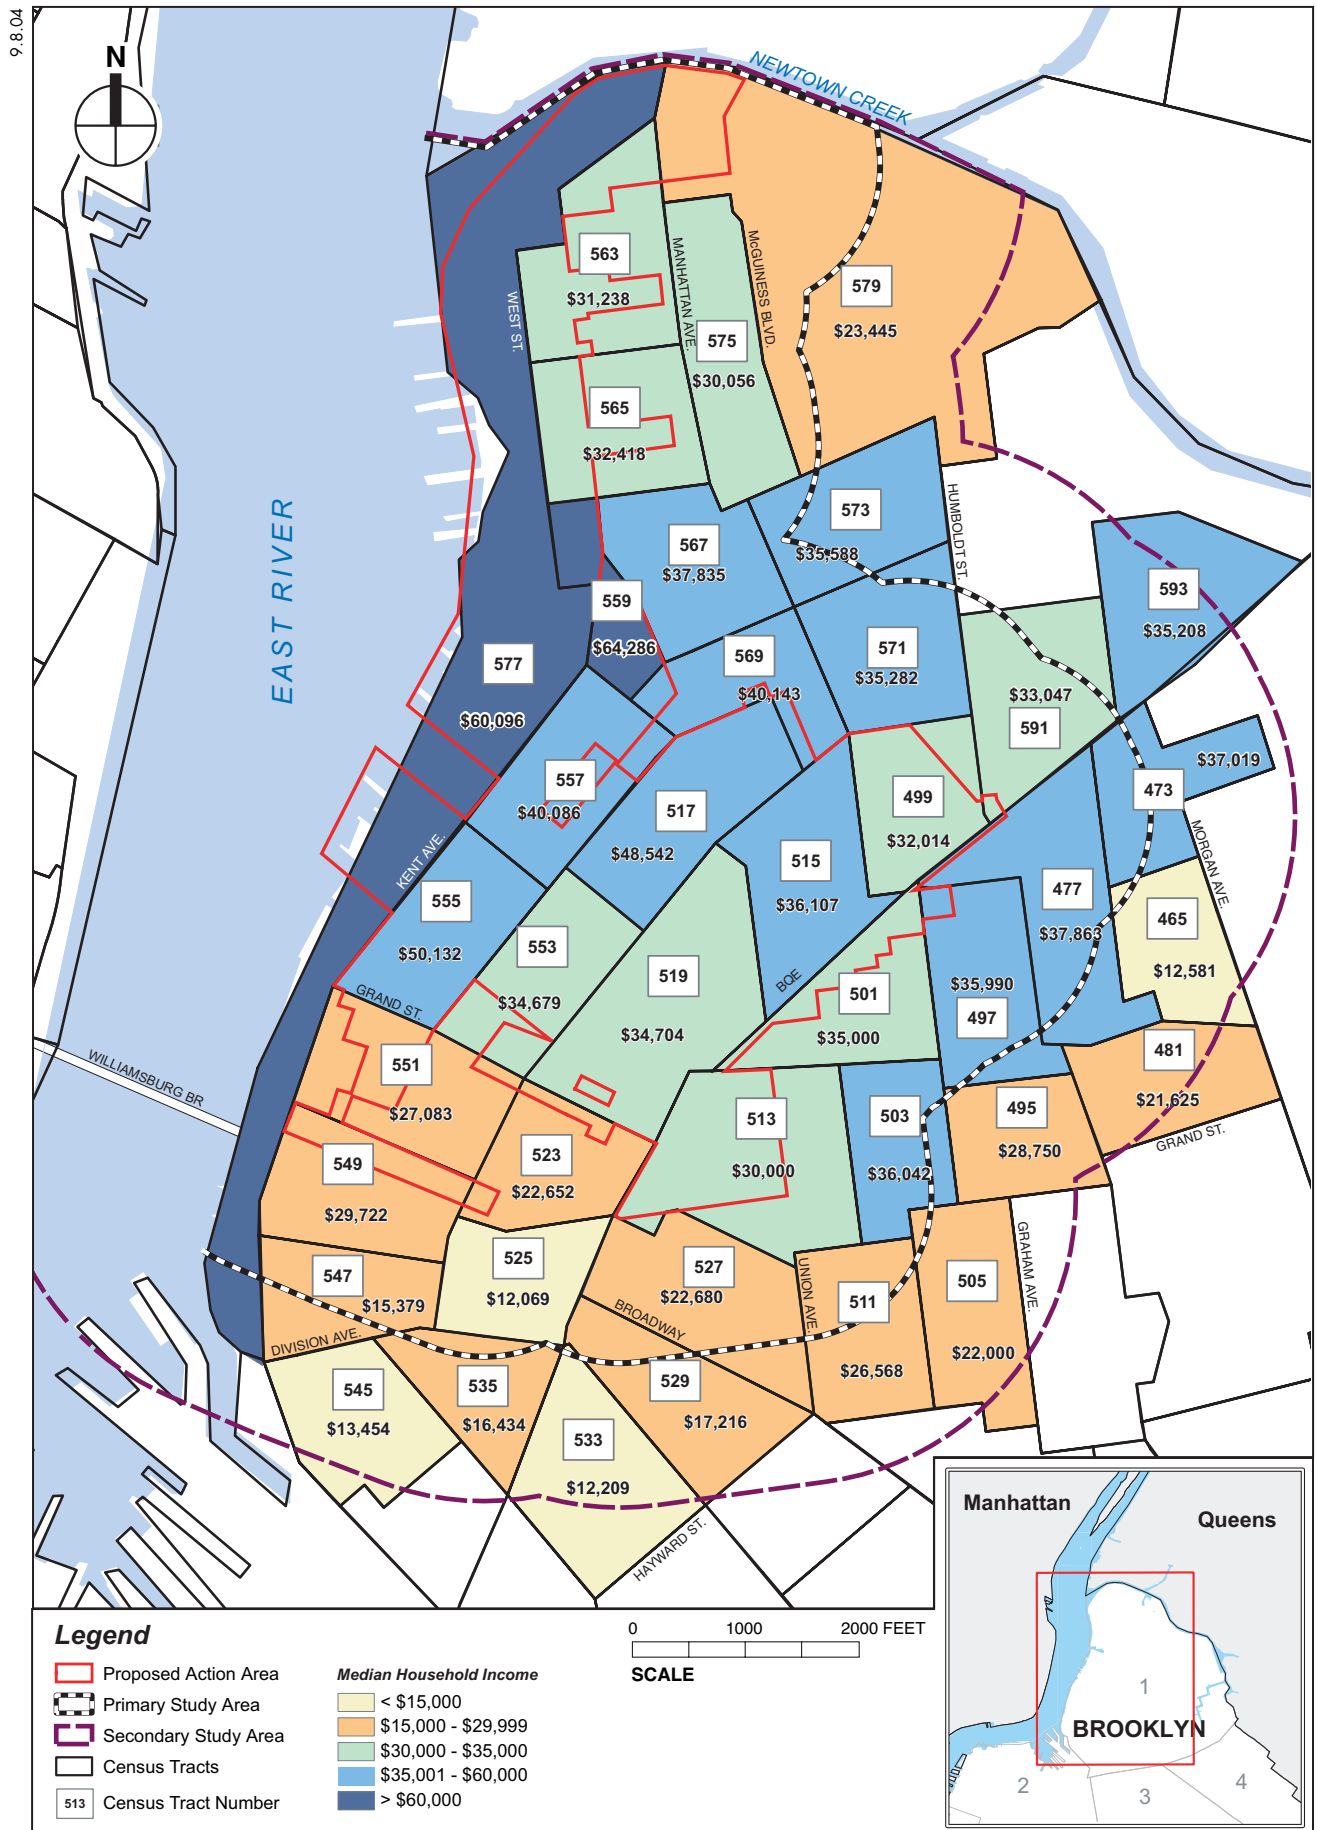 9.8.04
N
NEWTOWN CREEK
EAST RIVER
WEST ST.
MANHATTAN AVE.
McGUINESS BLVD.
563
$31,238
579
$23,445
575
$30,056
565
$32,418
HUMBOLDT ST.
573
$35,588
567
$37,835
593
$35,208
559
$64,286
577
$60,096
569
$40,143
571
$35,282
$33,047
591
$37,019
473
557
$40,086
517
$48,542
499
$32,014
MORGAN AVE.
KENT AVE.
515
$36,107
477
$37,863
465
$12,581
555
$50,132
553
$34,679
519
$34,704
BQE
501
$35,000
$35,990
497
GRAND ST.
WILLIAMSBURG BR
551
$27,083
481
$21,625
GRAND ST.
513
$30,000
503
$36,042
495
$28,750
549
$29,722
523
$22,652
547
$15,379
525
$12,069
527
$22,680
BROADWAY
UNION AVE.
511
$26,568
505
$22,000
GRAHAM AVE.
DIVISION AVE.
545
$13,454
535
$16,434
529
$17,216
533
$12,209
HAYWARD ST.
Legend
Proposed Action Area
Primary Study Area
Secondary Study Area
Census Tracts
513 Census Tract Number
Median Household Income
< $15,000
$15,000 - $29,999
$30,000 - $35,000
$35,001 - $60,000
> $60,000
0 1000 2000 FEET
SCALE
Manhattan
Queens
1
BROOKLYN
2
3
4